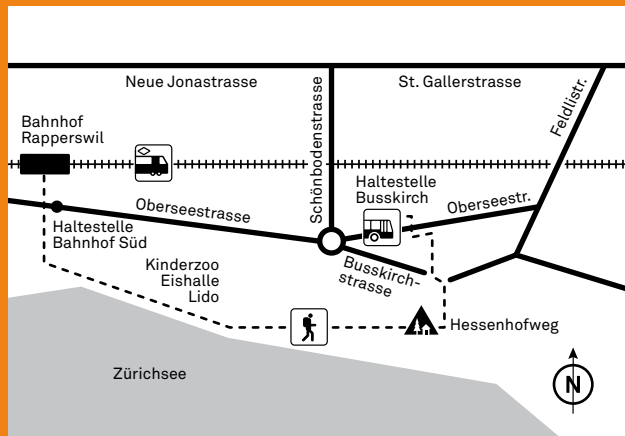 Neue Jonastrasse
Schönbodenstrasse
St. Gallerstrasse
Feldlistr.
Bahnhof
Rapperswil
Haltestelle
Busskirch
Oberseestrasse
Oberseestr.
Haltestelle
Bahnhof Süd
Kinderzoo
Eishalle
Lido
Busskirch-
strasse
Hessenhofweg
Zürichsee
N